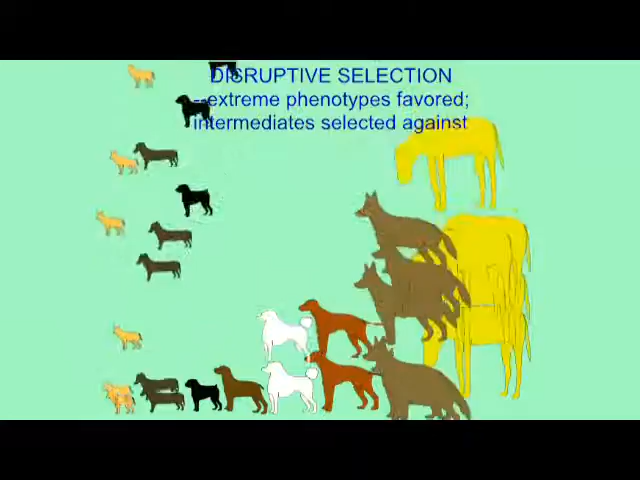 DISRUPTIVE SELECTION
--extreme phenotypes favored;
intermediates selected against